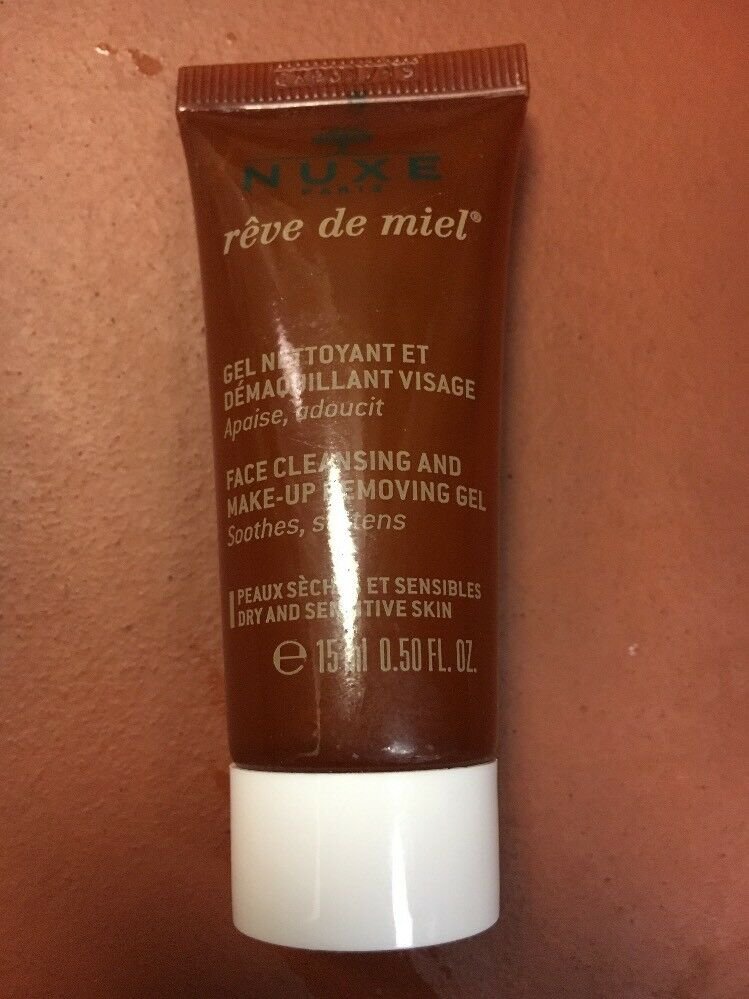 NUXE
PARIS
rêve de miel®
GEL NETTOYANT ET
DÉMAQUILLANT VISAGE
Apaise, adoucit
FACE CLEANSING AND
MAKE-UP REMOVING GEL
Soothes, softens
PEAUX SÈCHES ET SENSIBLES
DRY AND SENSITIVE SKIN
e 15 ml 0.50 FL. OZ.